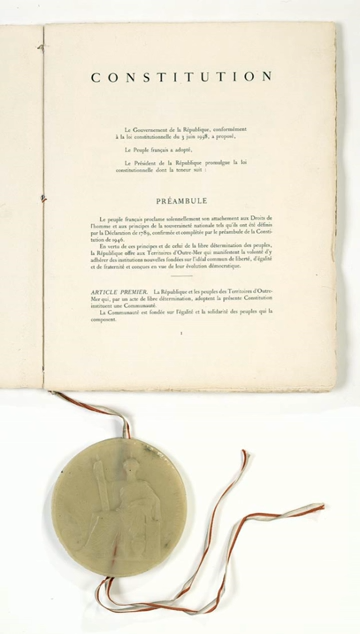 CONSTITUTION
Le Gouvernement de la République, conformément
à la loi constitutionnelle du 3 juin 1958, a proposé,
Le Peuple français a adopté,
Le Président de la République promulgue la loi
constitutionnelle dont la teneur suit :
PRÉAMBULE
Le peuple français proclame solennellement son attachement aux Droits de
l'homme et aux principes de la souveraineté nationale tels qu'ils ont été définis
par la Déclaration de 1789, confirmée et complétée par le préambule de la Consti-
tution de 1946.
En vertu de ces principes et de celui de la libre détermination des peuples,
la République offre aux Territoires d'Outre-Mer qui manifestent la volonté d'y
adhérer des institutions nouvelles fondées sur l'idéal commun de liberté, d'égalité
et de fraternité et conçues en vue de leur évolution démocratique.
ARTICLE PREMIER. La République et les peuples des Territoires d'Outre-
Mer qui, par un acte de libre détermination, adoptent la présente Constitution
instituent une Communauté.
La Communauté est fondée sur l'égalité et la solidarité des peuples qui la
composent.
1